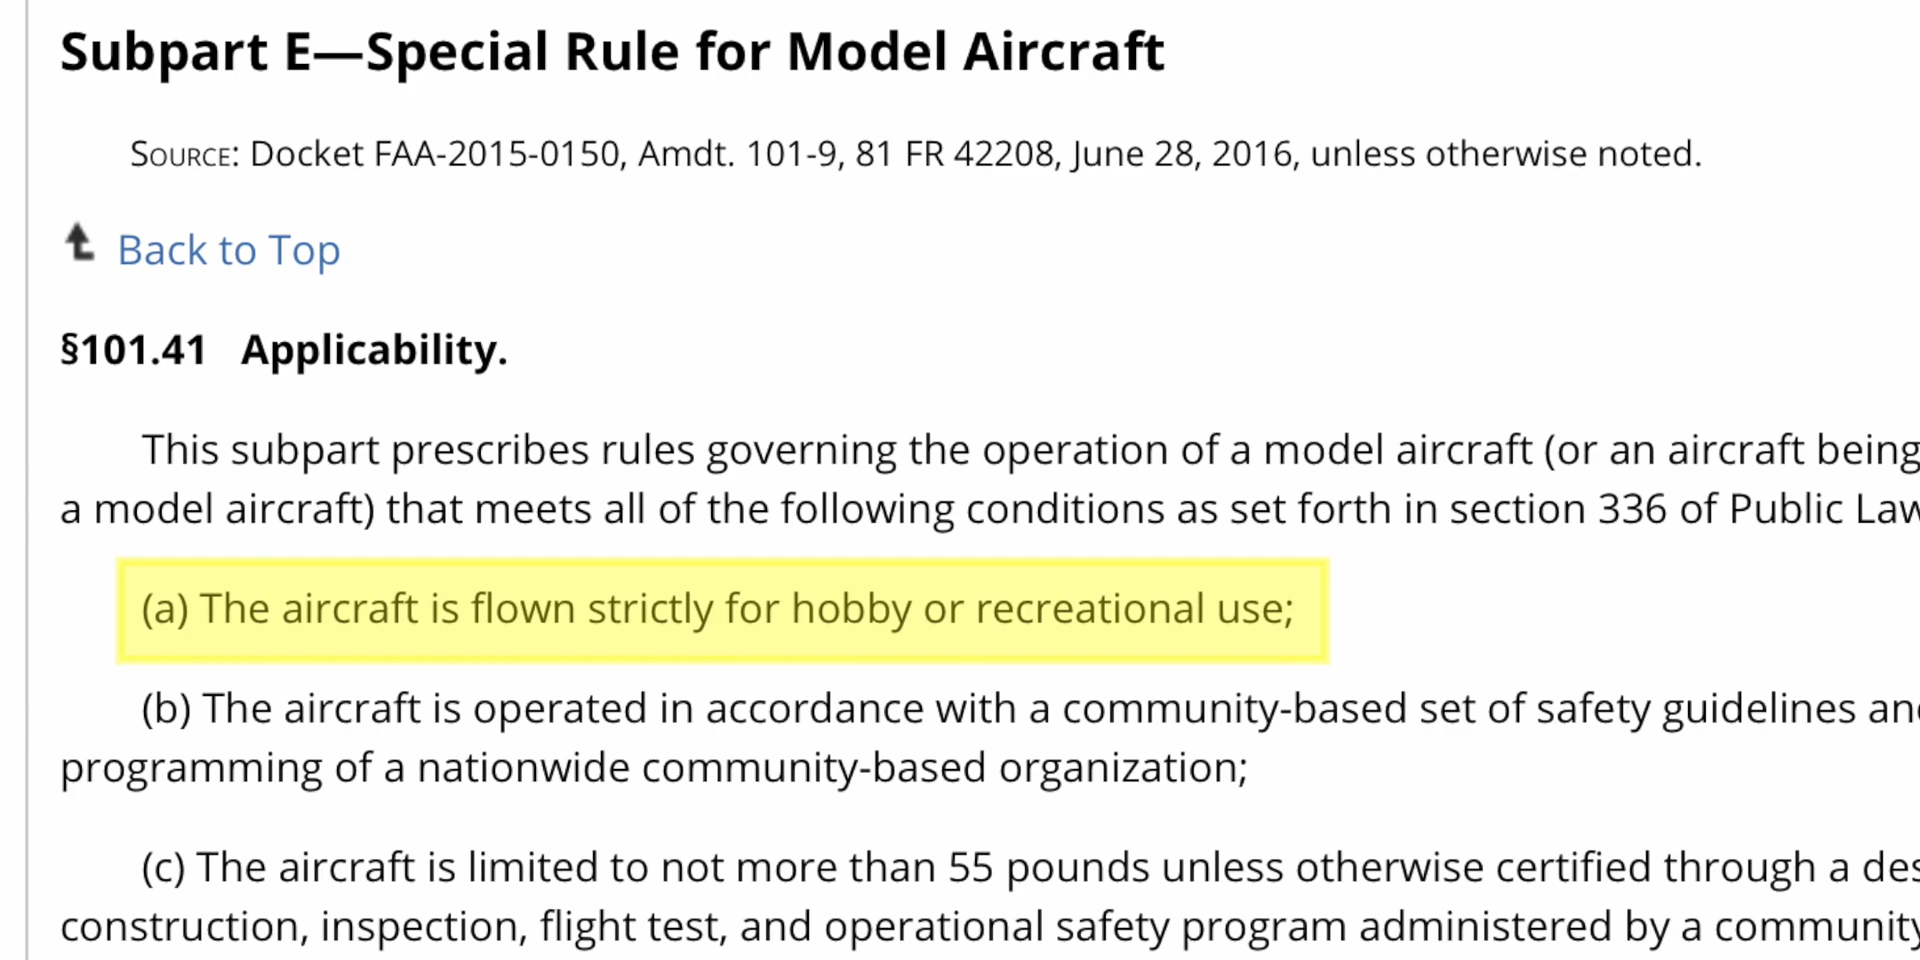 Subpart E—Special Rule for Model Aircraft
SOURCE: Docket FAA-2015-0150, Amdt. 101-9, 81 FR 42208, June 28, 2016, unless otherwise noted.
Back to Top
§101.41 Applicability.
This subpart prescribes rules governing the operation of a model aircraft (or an aircraft being
a model aircraft) that meets all of the following conditions as set forth in section 336 of Public Law
(a) The aircraft is flown strictly for hobby or recreational use;
(b) The aircraft is operated in accordance with a community-based set of safety guidelines and
programming of a nationwide community-based organization;
(c) The aircraft is limited to not more than 55 pounds unless otherwise certified through a
construction, inspection, flight test, and operational safety program administered by a community